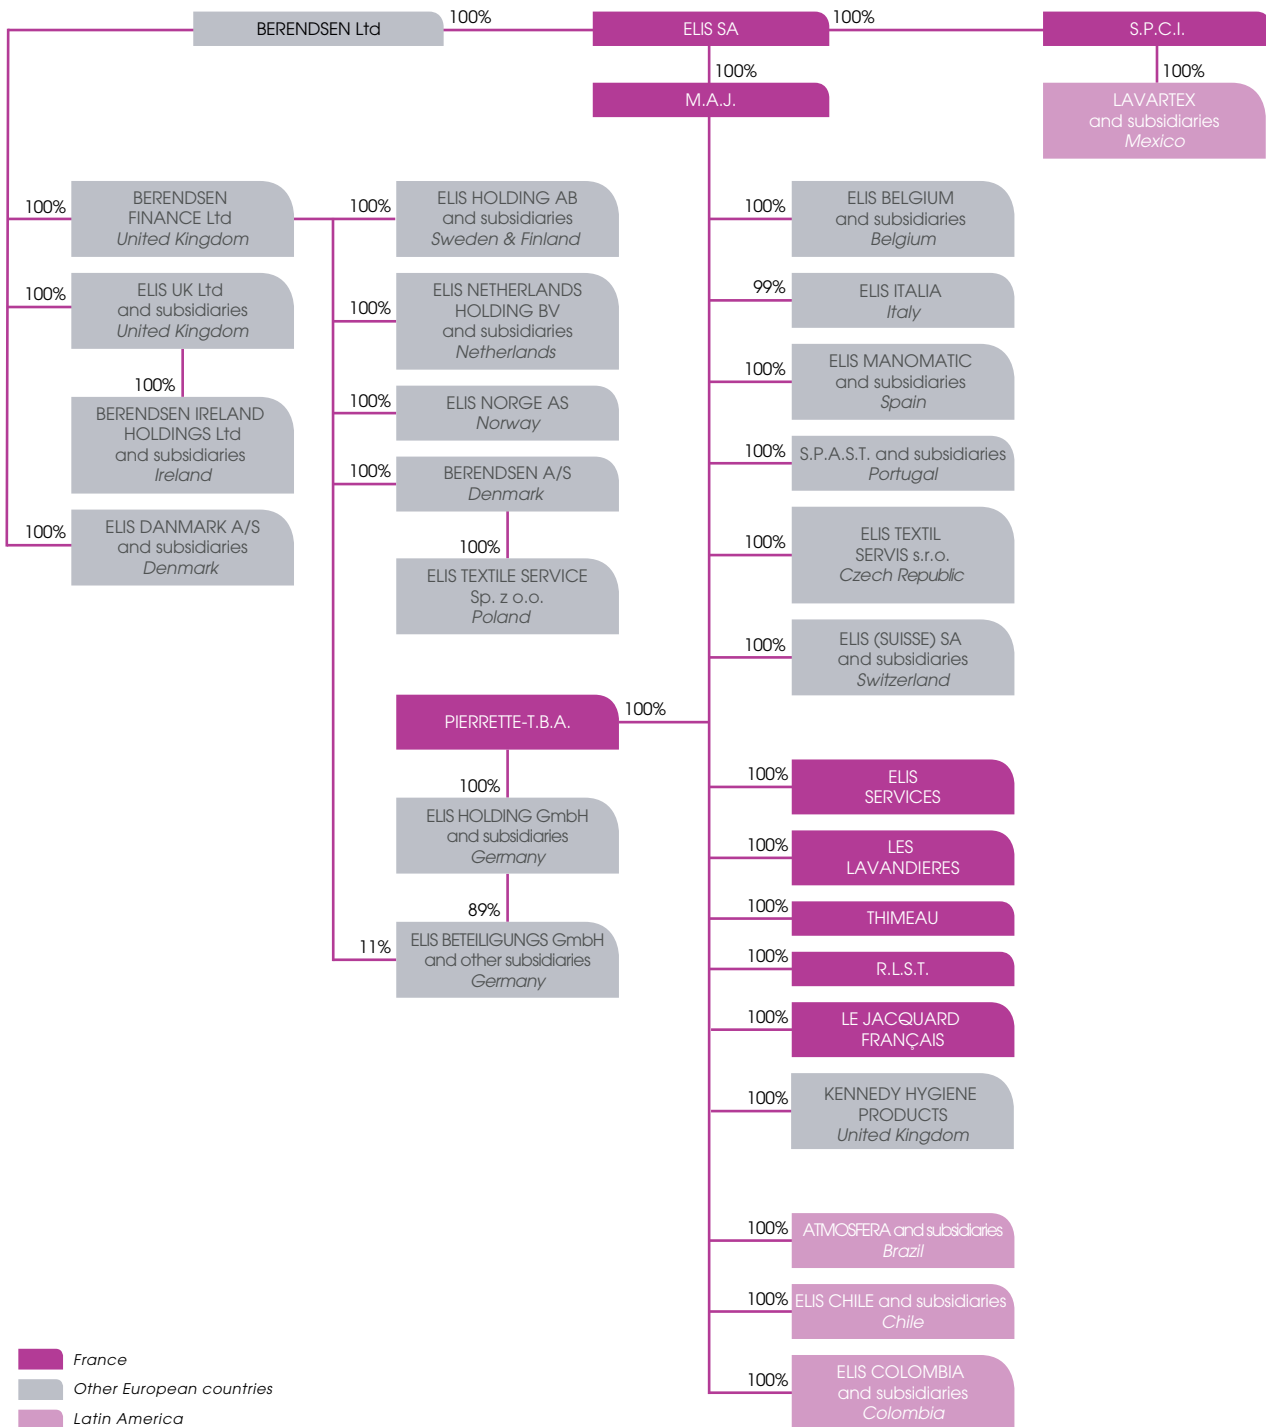 BERENDSEN Ltd
100%
ELIS SA
100%
S.P.C.I.
100%
M.A.J.
100%
LAVARTEX
and subsidiaries
Mexico
100%
BERENDSEN
FINANCE Ltd
United Kingdom
100%
ELIS UK Ltd
and subsidiaries
United Kingdom
100%
BERENDSEN IRELAND
HOLDINGS Ltd
and subsidiaries
Ireland
100%
ELIS DANMARK A/S
and subsidiaries
Denmark
100%
ELIS HOLDING AB
and subsidiaries
Sweden & Finland
100%
ELIS NETHERLANDS
HOLDING BV
and subsidiaries
Netherlands
100%
ELIS NORGE AS
Norway
100%
BERENDSEN A/S
Denmark
100%
ELIS TEXTILE SERVICE
Sp. z o.o.
Poland
PIERRETTE-T.B.A.
100%
100%
ELIS HOLDING GmbH
and subsidiaries
Germany
89%
11%
ELIS BETEILIGUNGS GmbH
and other subsidiaries
Germany
100%
ELIS BELGIUM
and subsidiaries
Belgium
99%
ELIS ITALIA
Italy
100%
ELIS MANOMATIC
and subsidiaries
Spain
100%
S.P.A.S.T. and subsidiaries
Portugal
100%
ELIS TEXTIL
SERVIS s.r.o.
Czech Republic
100%
ELIS (SUISSE) SA
and subsidiaries
Switzerland
100%
ELIS
SERVICES
100%
LES
LAVANDIERES
100%
THIMEAU
100%
R.L.S.T.
100%
LE JACQUARD
FRANÇAIS
100%
KENNEDY HYGIENE
PRODUCTS
United Kingdom
100%
ATMOSFERA and subsidiaries
Brazil
100%
ELIS CHILE and subsidiaries
Chile
100%
ELIS COLOMBIA
and subsidiaries
Colombia
France
Other European countries
Latin America